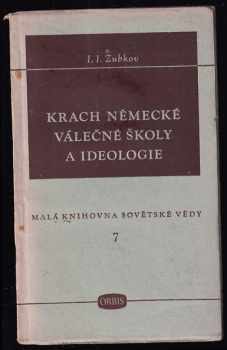 I. I. Zubkov
KRACH NĚMECKÉ
VÁLEČNÉ ŠKOLY
A IDEOLOGIE
MALÁ KNIHOVNA SOVĚTSKÉ VĚDY
7
ORBIS